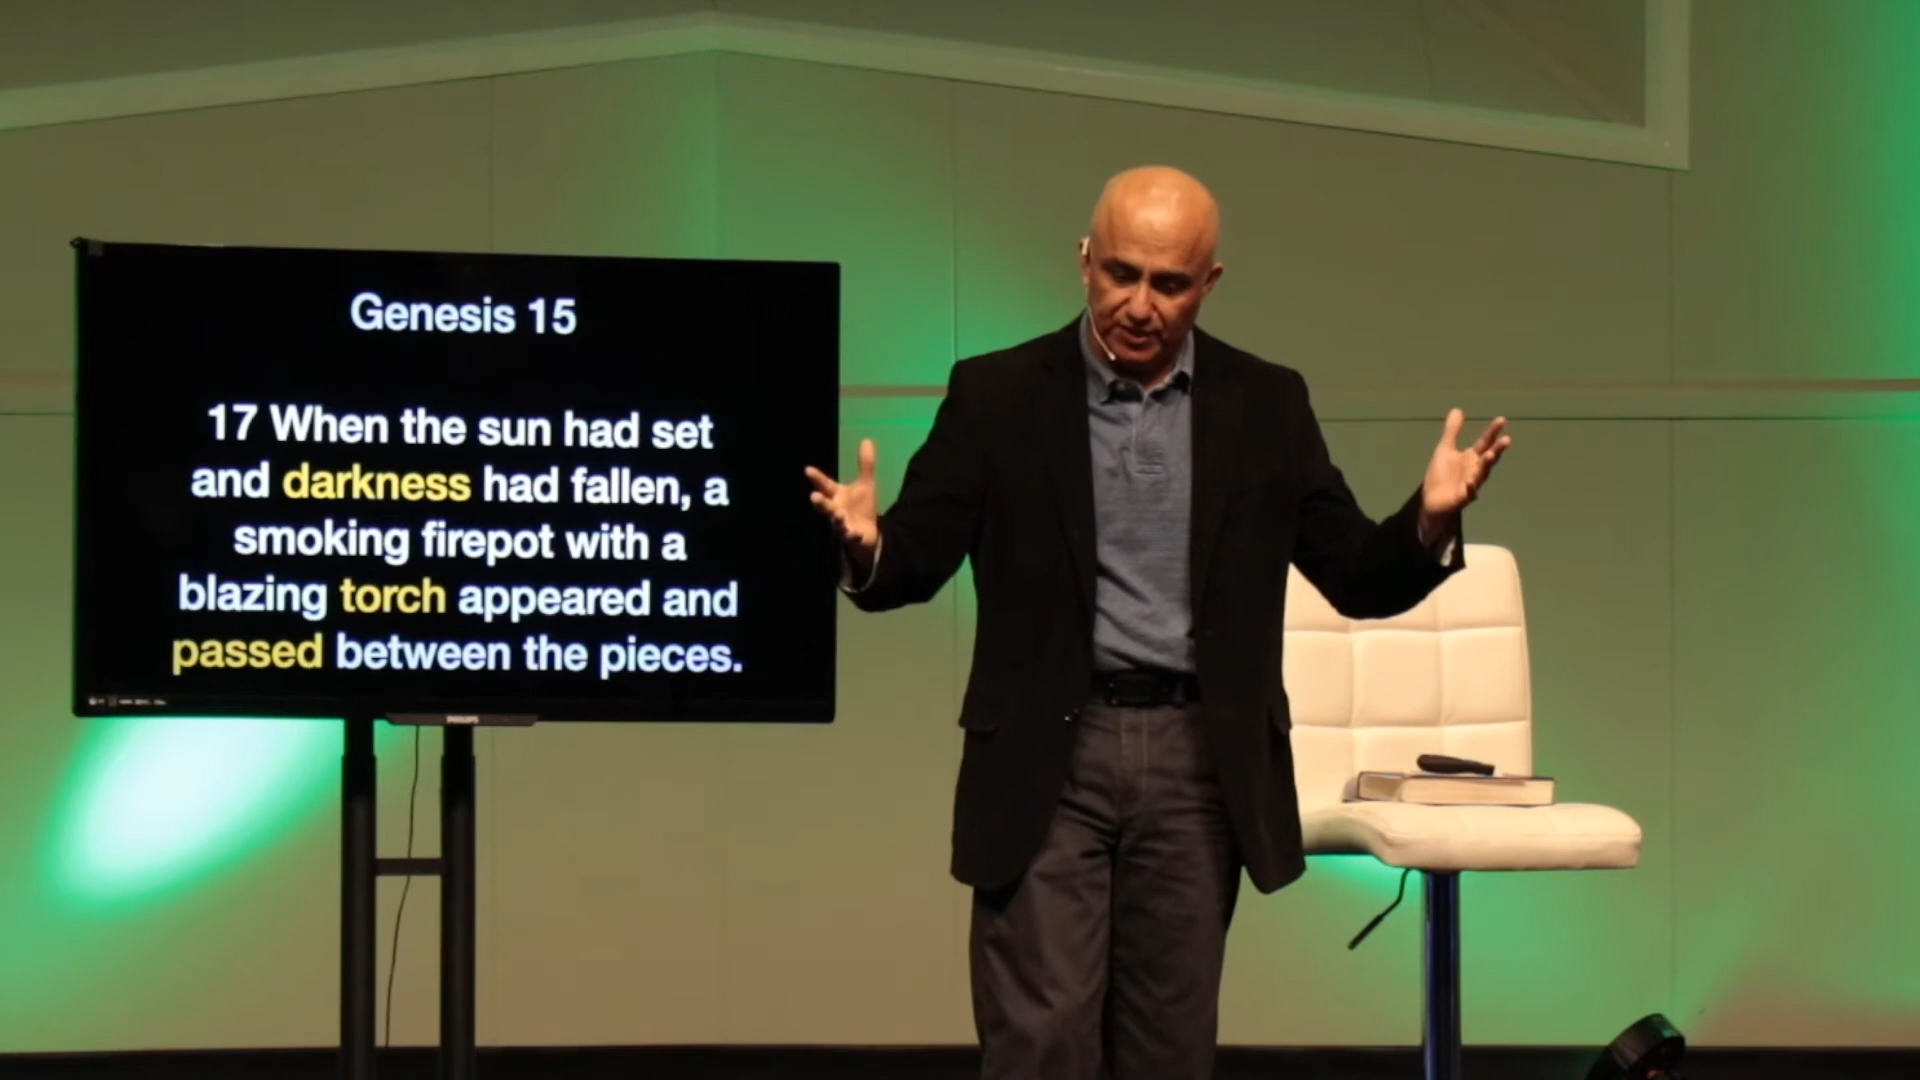 Genesis 15
17 When the sun had set
and darkness had fallen, a
smoking firepot with a
blazing torch appeared and
passed between the pieces.
PHILIPS